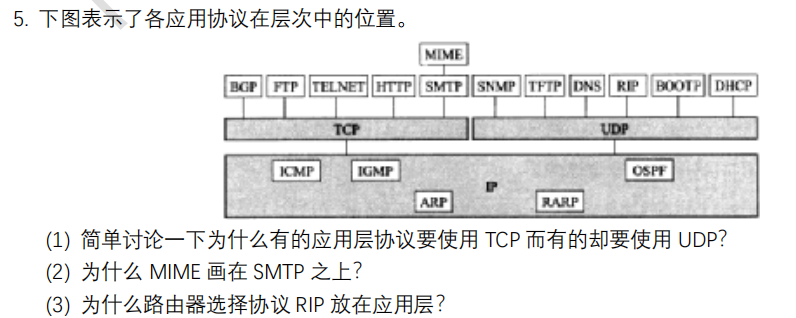 5. 下图表示了各应用协议在层次中的位置。
MIME
BGP FTP TELNET HTTP SMTP SNMP TFTP DNS RIP BOOTP DHCP
TCP UDP
ICMP IGMP OSPF
IP
ARP RARP
(1) 简单讨论一下为什么有的应用层协议要使用 TCP 而有的却要使用 UDP?
(2) 为什么 MIME 画在 SMTP 之上?
(3) 为什么路由器选择协议 RIP 放在应用层?